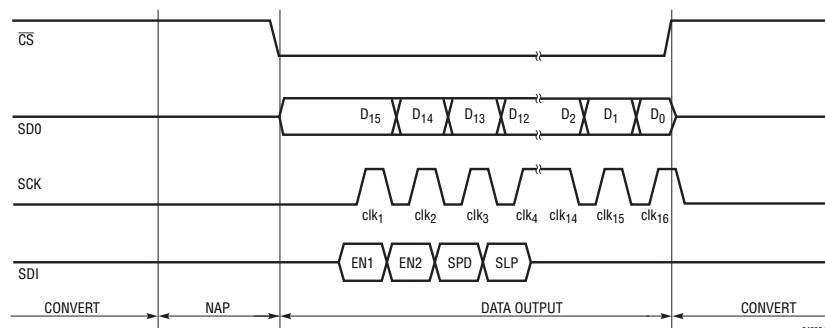 CS
SD0
D15 D14 D13 D12 D2 D1 D0
SCK
clk1 clk2 clk3 clk4 clk14 clk15 clk16
SDI
EN1 EN2 SPD SLP
CONVERT NAP DATA OUTPUT CONVERT